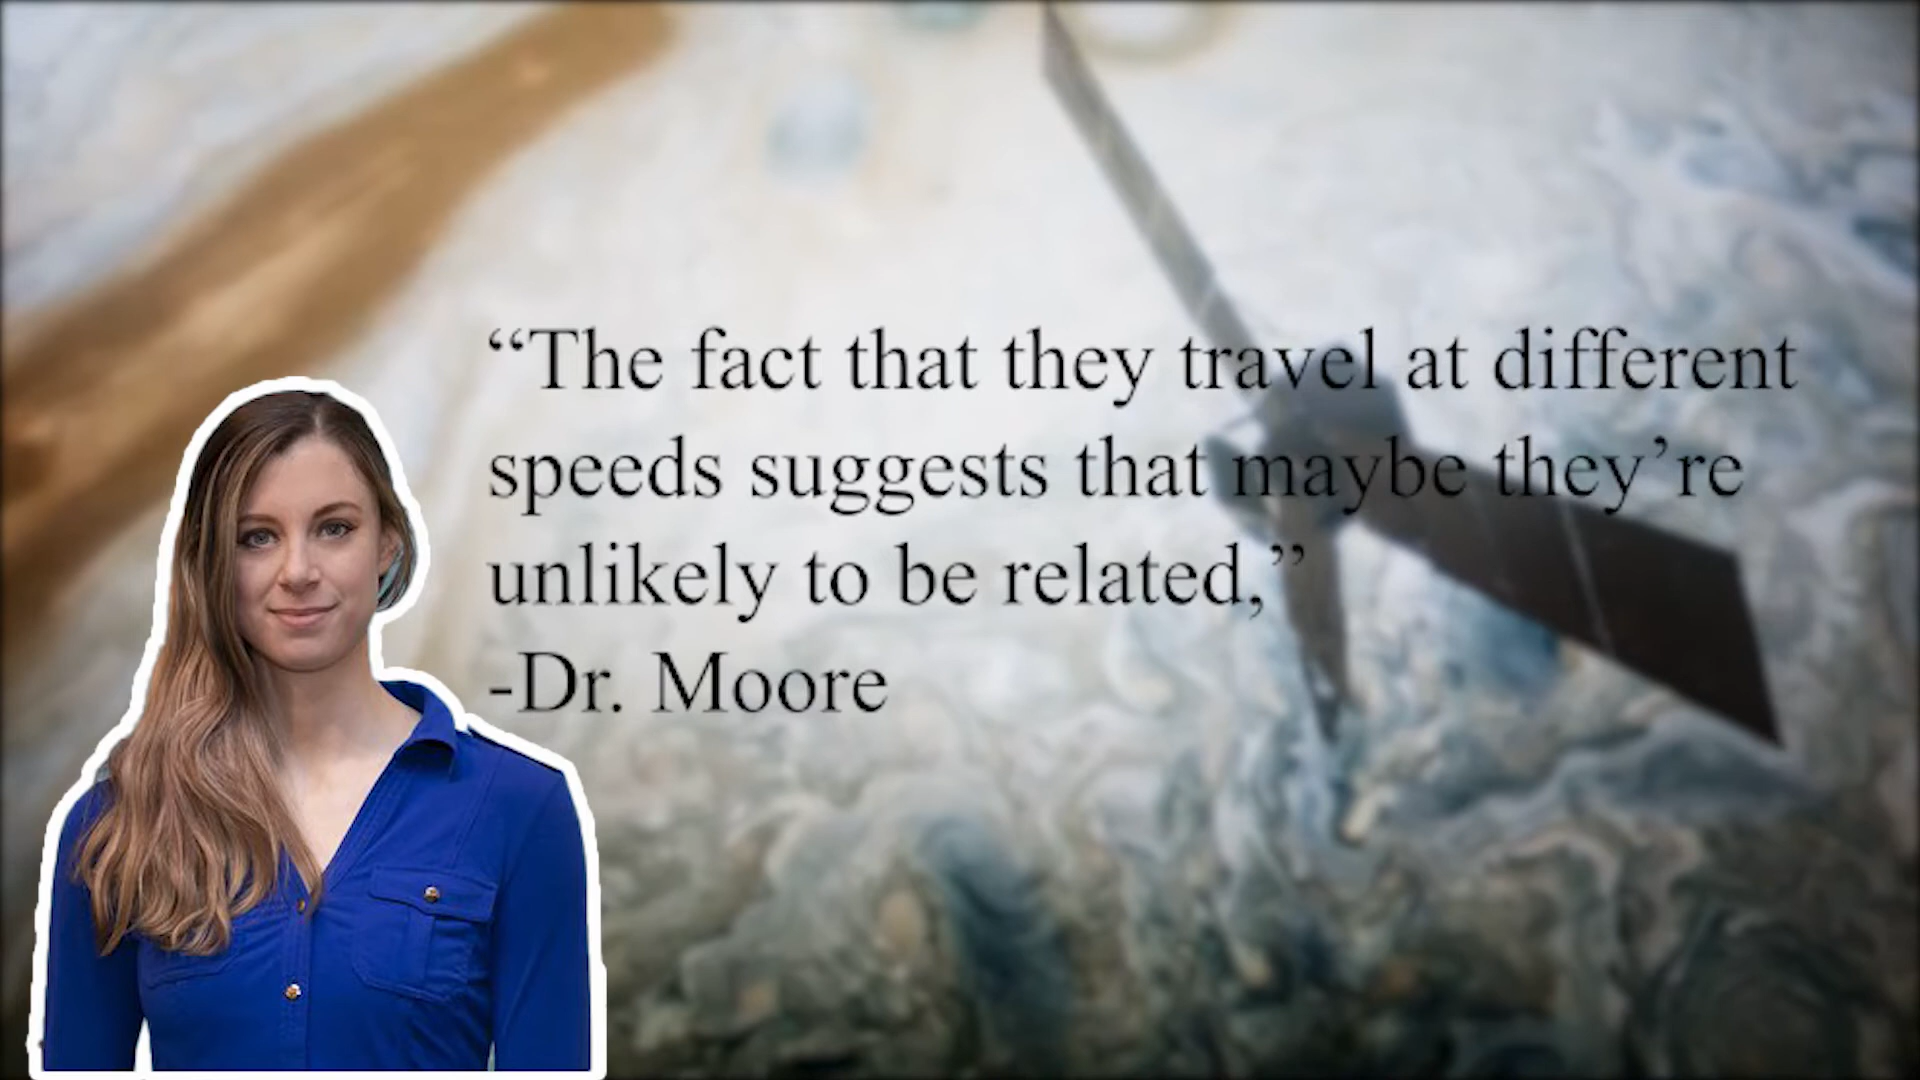 “The fact that they travel at different
speeds suggests that maybe they’re
unlikely to be related,”
-Dr. Moore